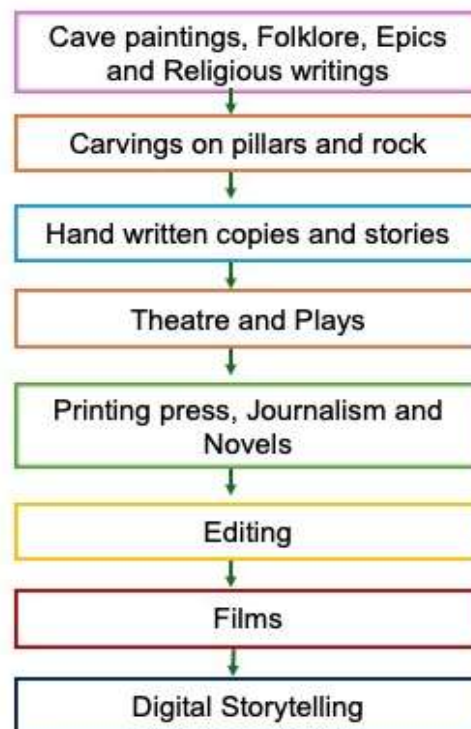 Cave paintings, Folklore, Epics
and Religious writings
Carvings on pillars and rock
Hand written copies and stories
Theatre and Plays
Printing press, Journalism and
Novels
Editing
Films
Digital Storytelling